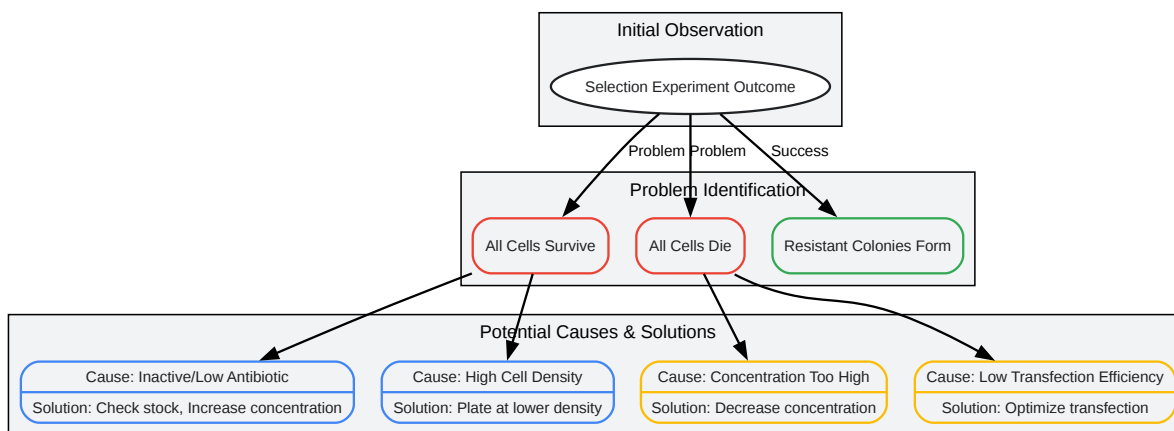 Initial Observation
Selection Experiment Outcome
Problem
Problem
Success
Problem Identification
All Cells Survive
All Cells Die
Resistant Colonies Form
Potential Causes & Solutions
Cause: Inactive/Low Antibiotic
Solution: Check stock, Increase concentration
Cause: High Cell Density
Solution: Plate at lower density
Cause: Concentration Too High
Solution: Decrease concentration
Cause: Low Transfection Efficiency
Solution: Optimize transfection